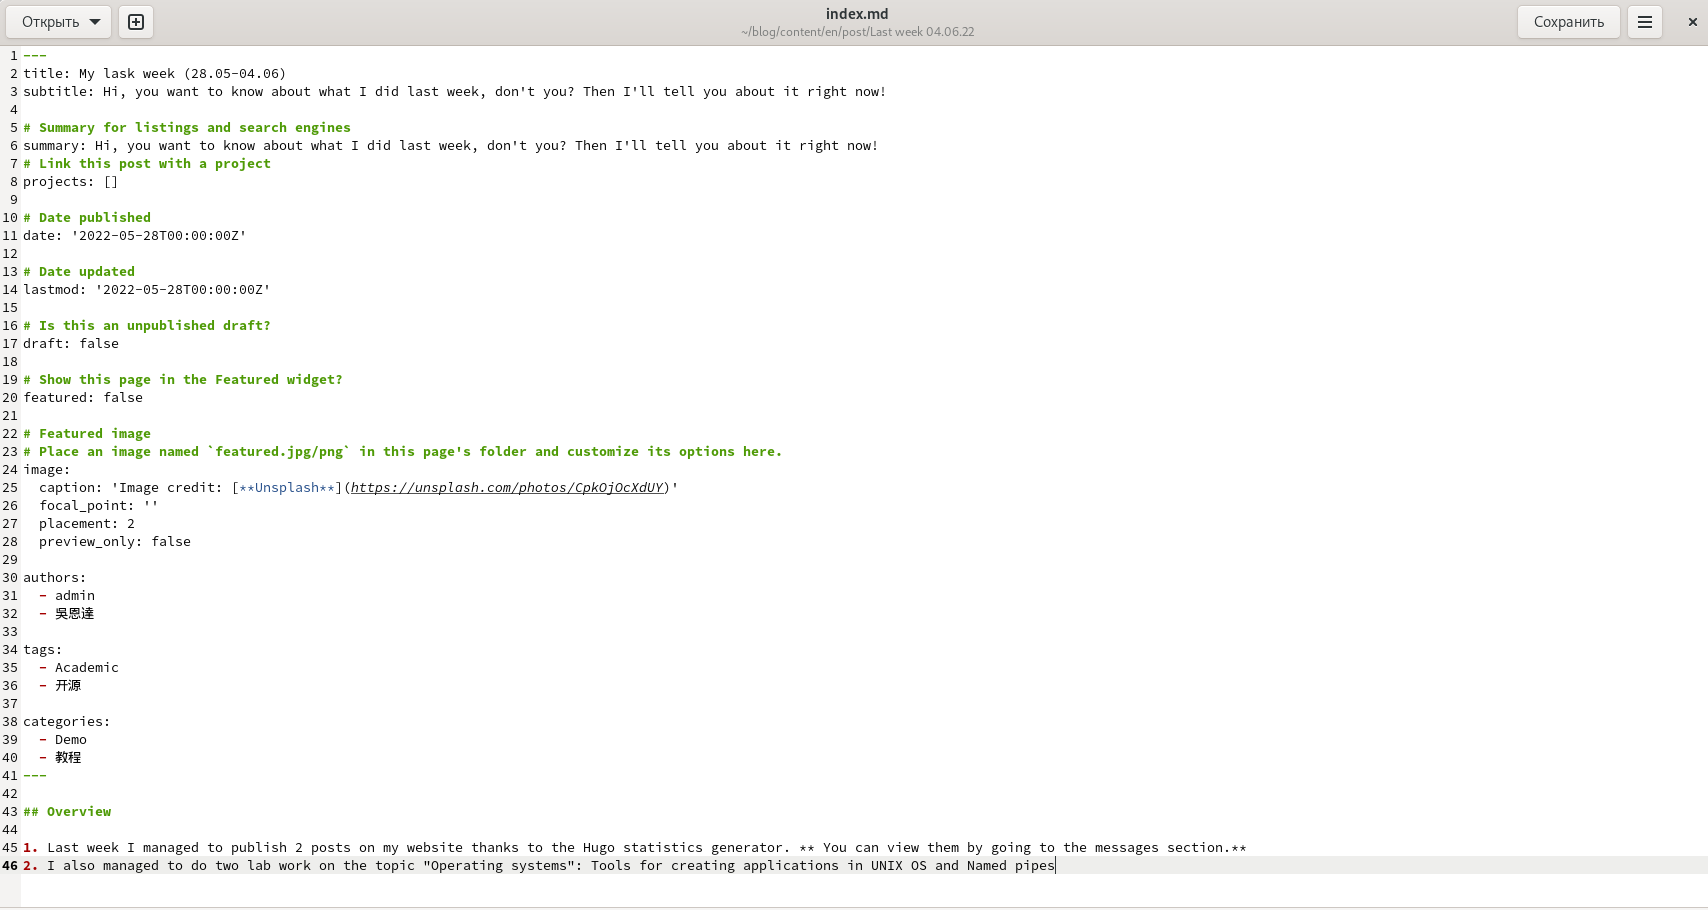 Открыть
index.md
~/blog/content/en/post/Last week 04.06.22
Сохранить
1 ---
2 title: My lask week (28.05-04.06)
3 subtitle: Hi, you want to know about what I did last week, don't you? Then I'll tell you about it right now!
4
5 # Summary for listings and search engines
6 summary: Hi, you want to know about what I did last week, don't you? Then I'll tell you about it right now!
7 # Link this post with a project
8 projects: []
9
10 # Date published
11 date: '2022-05-28T00:00:00Z'
12
13 # Date updated
14 lastmod: '2022-05-28T00:00:00Z'
15
16 # Is this an unpublished draft?
17 draft: false
18
19 # Show this page in the Featured widget?
20 featured: false
21
22 # Featured image
23 # Place an image named `featured.jpg/png` in this page's folder and customize its options here.
24 image:
25   caption: 'Image credit: [**Unsplash**](https://unsplash.com/photos/CpkOjOcXdUY)'
26   focal_point: ''
27   placement: 2
28   preview_only: false
29
30 authors:
31   - admin
32   - 吳恩達
33
34 tags:
35   - Academic
36   - 开源
37
38 categories:
39   - Demo
40   - 教程
41 ---
42
43 ## Overview
44
45 1. Last week I managed to publish 2 posts on my website thanks to the Hugo statistics generator. ** You can view them by going to the messages section.**
46 2. I also managed to do two lab work on the topic "Operating systems": Tools for creating applications in UNIX OS and Named pipes